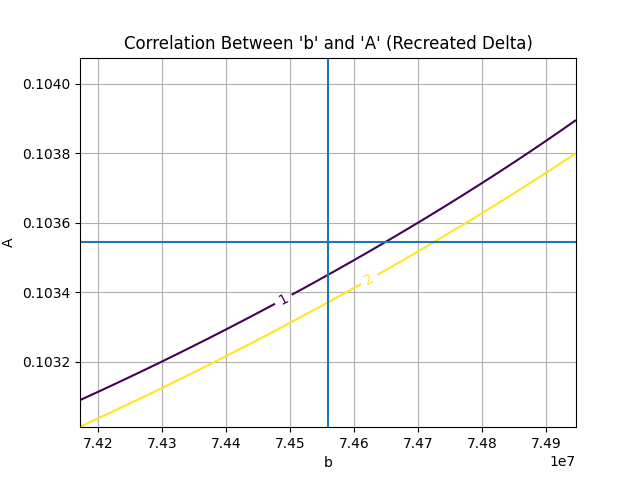 Correlation Between 'b' and 'A' (Recreated Delta)
0.1040
0.1038
0.1036
0.1034
0.1032
A
1
2
7.42 7.43 7.44 7.45 7.46 7.47 7.48 7.49
b
1e7